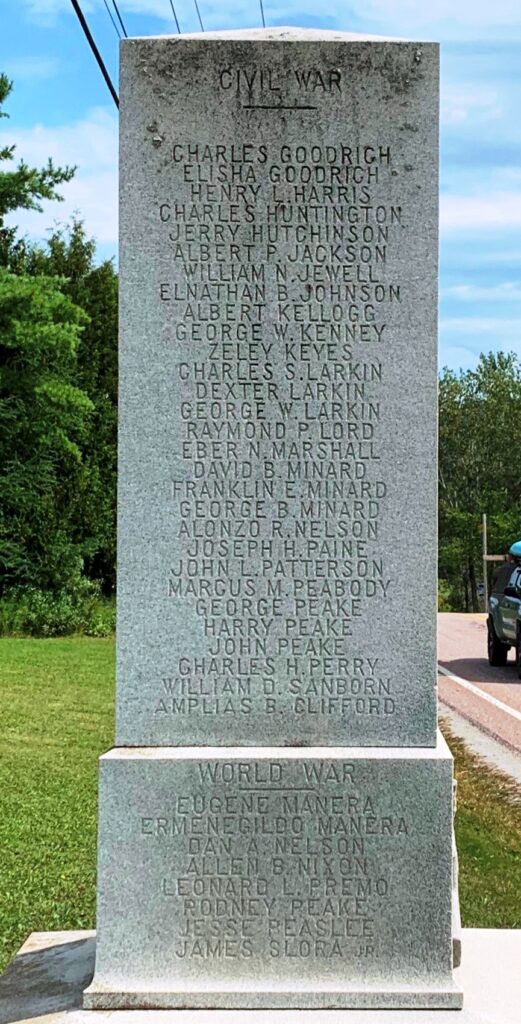 CIVIL WAR
CHARLES GOODRICH
ELISHA GOODRICH
HENRY L. HARRIS
CHARLES HUNTINGTON
JERRY HUTCHINSON
ALBERT P. JACKSON
WILLIAM N. JEWELL
ELNATHAN B. JOHNSON
ALBERT KELLOGG
GEORGE W. KENNEY
ZELEY KEYES
CHARLES S. LARKIN
DEXTER LARKIN
GEORGE W. LARKIN
RAYMOND P. LORD
EBER N. MARSHALL
DAVID B. MINARD
FRANKLIN E. MINARD
GEORGE B. MINARD
ALONZO R. NELSON
JOSEPH H. PAINE
JOHN L. PATTERSON
MARCUS M. PEABODY
GEORGE PEAKE
HARRY PEAKE
JOHN PEAKE
CHARLES H. PERRY
WILLIAM D. SANBORN
AMPLIAS B. CLIFFORD
WORLD WAR
EUGENE MANERA
ERMENEGILDO MANERA
DAN A. NELSON
ALLEN B. NIXON
LEONARD L. PREMO
RODNEY PEAKE
JESSE PEASLEE
JAMES SLORA JR.